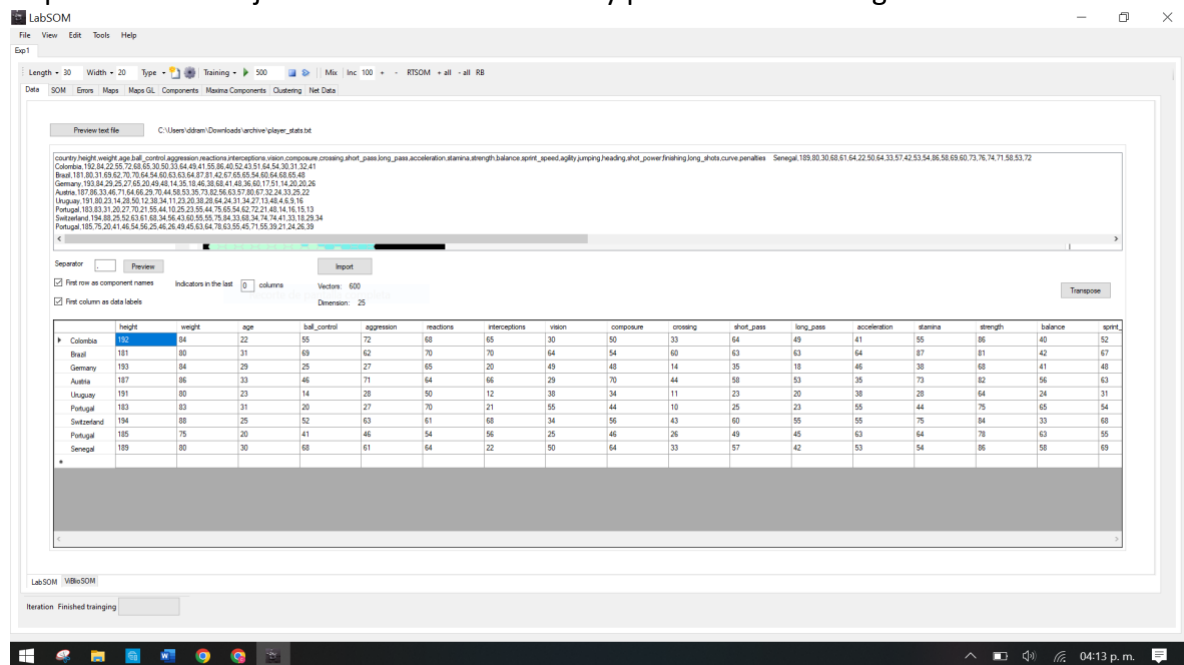 LabSOM
File View Edit Tools Help
Exp1
Length 30 Width 20 Type Training 500 Mix Inc 100 + - RTSOM + all - all RB
Data SOM Errors Maps Maps GL Components Maxima Components Clustering Net Data
Preview text file C:\Users\ddram\Downloads\archive\player_stats.txt
country,height,weight,age,ball_control,aggression,reactions,interceptions,vision,composure,crossing,short_pass,long_pass,acceleration,stamina,strength,balance,sprint_speed,agility,jumping,heading,shot_power,finishing,long_shots,curve,penalties Senegal,189,80,30,68,61,64,22,50,64,33,57,42,53,54,86,58,69,60,73,76,74,71,58,53,72
Colombia,192,84,22,55,72,68,65,30,50,33,64,49,41,55,86,40,52,43,51,64,54,30,31,32,41
Brazil,181,80,31,69,62,70,70,64,54,60,63,63,64,87,81,42,67,65,65,54,60,64,68,65,48
Germany,193,84,29,25,27,65,20,49,48,14,35,18,46,38,68,41,48,36,60,17,51,14,20,20,26
Austria,187,86,33,46,71,64,66,29,70,44,58,53,35,73,82,56,63,57,80,67,32,24,33,25,22
Uruguay,191,80,23,14,28,50,12,38,34,11,23,20,38,28,64,24,31,34,27,13,48,4,6,9,16
Portugal,183,83,31,20,27,70,21,55,44,10,25,23,55,44,75,65,54,62,72,21,48,14,16,15,13
Switzerland,194,88,25,52,63,61,68,34,56,43,60,55,55,75,84,33,68,34,74,74,41,33,18,29,34
Portugal,185,75,20,41,46,54,56,25,46,26,49,45,63,64,78,63,55,45,71,55,39,21,24,26,39
Separator , Preview Import
First row as component names Indicators in the last 0 columns Vectors: 600
First column as data labels Dimension: 25 Transpose
height weight age ball_control aggression reactions interceptions vision composure crossing short_pass long_pass acceleration stamina strength balance sprint_
Colombia 192 84 22 55 72 68 65 30 50 33 64 49 41 55 86 40 52
Brazil 181 80 31 69 62 70 70 64 54 60 63 63 64 87 81 42 67
Germany 193 84 29 25 27 65 20 49 48 14 35 18 46 38 68 41 48
Austria 187 86 33 46 71 64 66 29 70 44 58 53 35 73 82 56 63
Uruguay 191 80 23 14 28 50 12 38 34 11 23 20 38 28 64 24 31
Portugal 183 83 31 20 27 70 21 55 44 10 25 23 55 44 75 65 54
Switzerland 194 88 25 52 63 61 68 34 56 43 60 55 55 75 84 33 68
Portugal 185 75 20 41 46 54 56 25 46 26 49 45 63 64 78 63 55
Senegal 189 80 30 68 61 64 22 50 64 33 57 42 53 54 86 58 69
LabSOM ViBlioSOM
Iteration Finished trainging
04:13 p. m.